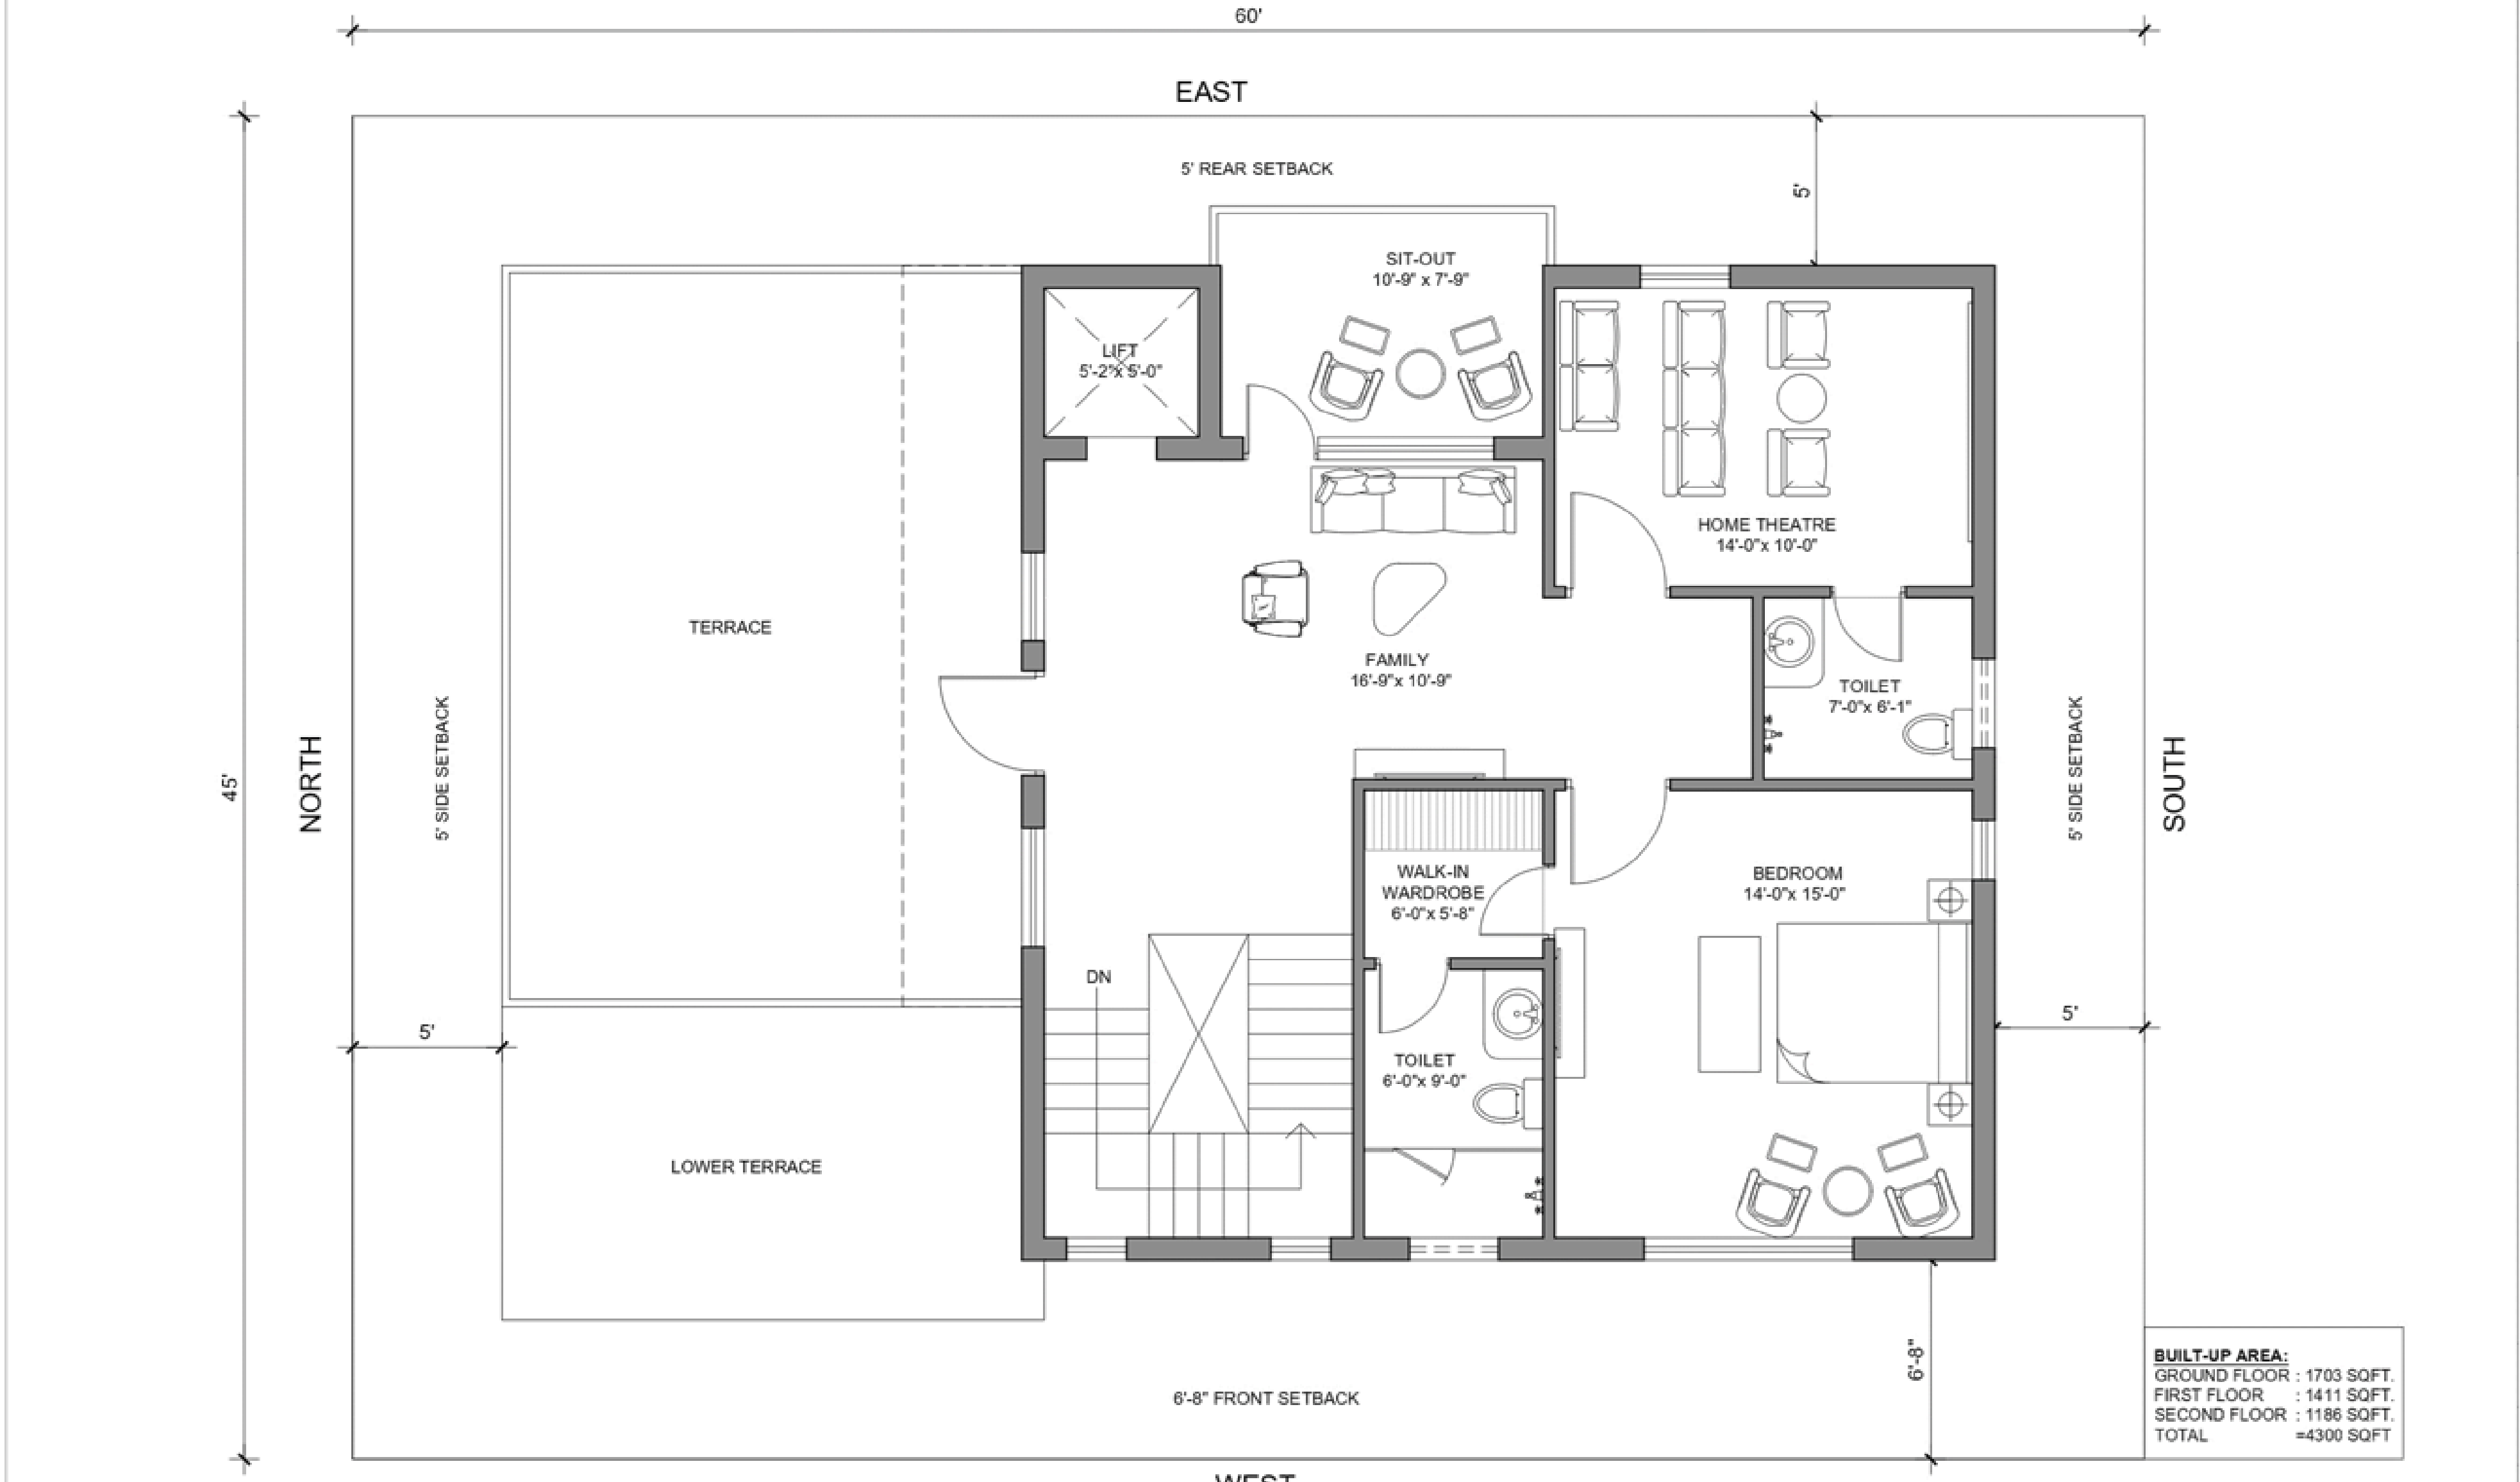 60'
EAST
5' REAR SETBACK
5'
SIT-OUT
10'-9" x 7'-9"
LIFT
5'-2"x 5'-0"
HOME THEATRE
14'-0"x 10'-0"
TERRACE
FAMILY
16'-9"x 10'-9"
TOILET
7'-0"x 6'-1"
45'
NORTH
5' SIDE SETBACK
5' SIDE SETBACK
SOUTH
WALK-IN
WARDROBE
6'-0"x 5'-8"
BEDROOM
14'-0"x 15'-0"
DN
5'
5'
TOILET
6'-0"x 9'-0"
LOWER TERRACE
6'-8" FRONT SETBACK
6'-8"
BUILT-UP AREA:
GROUND FLOOR : 1703 SQFT.
FIRST FLOOR : 1411 SQFT.
SECOND FLOOR : 1186 SQFT.
TOTAL =4300 SQFT
WEST